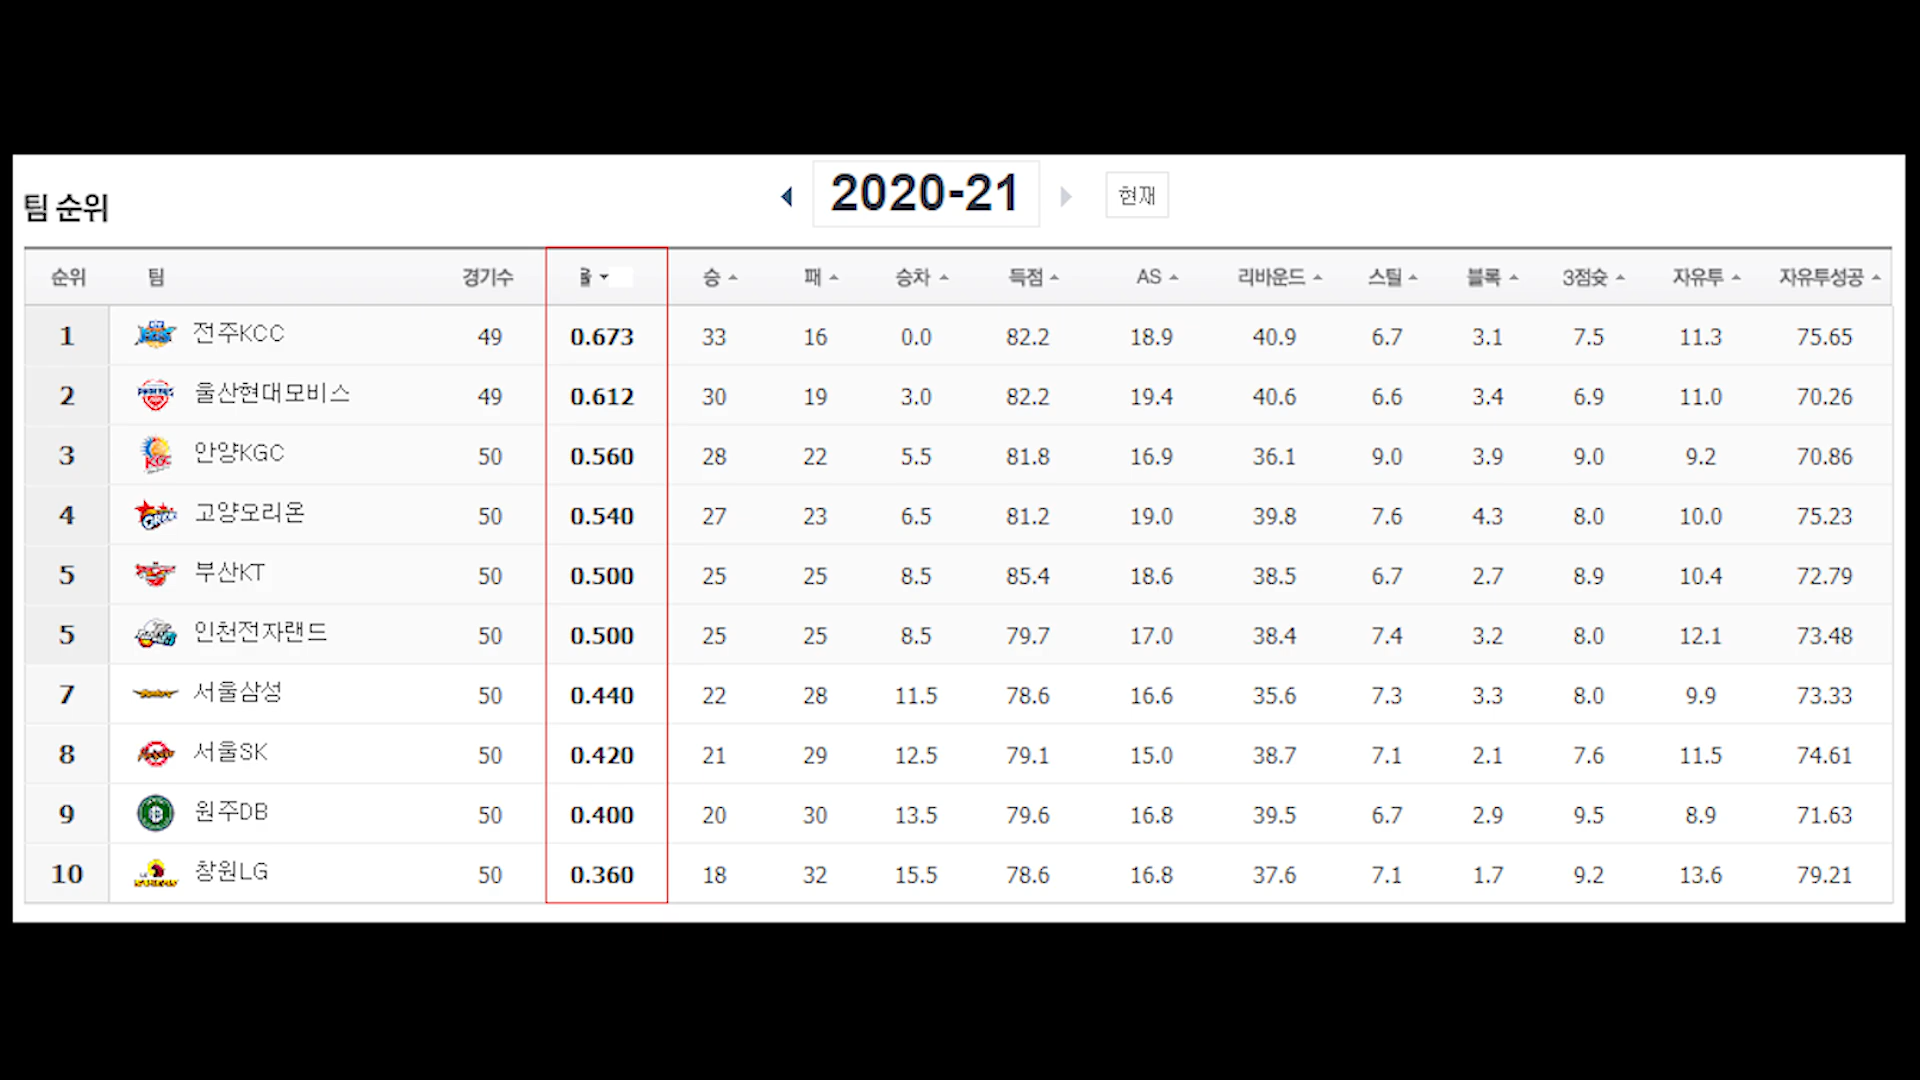 2020-21
현재
팀 순위
순위 팀 경기수 율 승 패 승차 득점 AS 리바운드 스틸 블록 3점슛 자유투 자유투성공
1 전주KCC 49 0.673 33 16 0.0 82.2 18.9 40.9 6.7 3.1 7.5 11.3 75.65
2 울산현대모비스 49 0.612 30 19 3.0 82.2 19.4 40.6 6.6 3.4 6.9 11.0 70.26
3 안양KGC 50 0.560 28 22 5.5 81.8 16.9 36.1 9.0 3.9 9.0 9.2 70.86
4 고양오리온 50 0.540 27 23 6.5 81.2 19.0 39.8 7.6 4.3 8.0 10.0 75.23
5 부산KT 50 0.500 25 25 8.5 85.4 18.6 38.5 6.7 2.7 8.9 10.4 72.79
5 인천전자랜드 50 0.500 25 25 8.5 79.7 17.0 38.4 7.4 3.2 8.0 12.1 73.48
7 서울삼성 50 0.440 22 28 11.5 78.6 16.6 35.6 7.3 3.3 8.0 9.9 73.33
8 서울SK 50 0.420 21 29 12.5 79.1 15.0 38.7 7.1 2.1 7.6 11.5 74.61
9 원주DB 50 0.400 20 30 13.5 79.6 16.8 39.5 6.7 2.9 9.5 8.9 71.63
10 창원LG 50 0.360 18 32 15.5 78.6 16.8 37.6 7.1 1.7 9.2 13.6 79.21